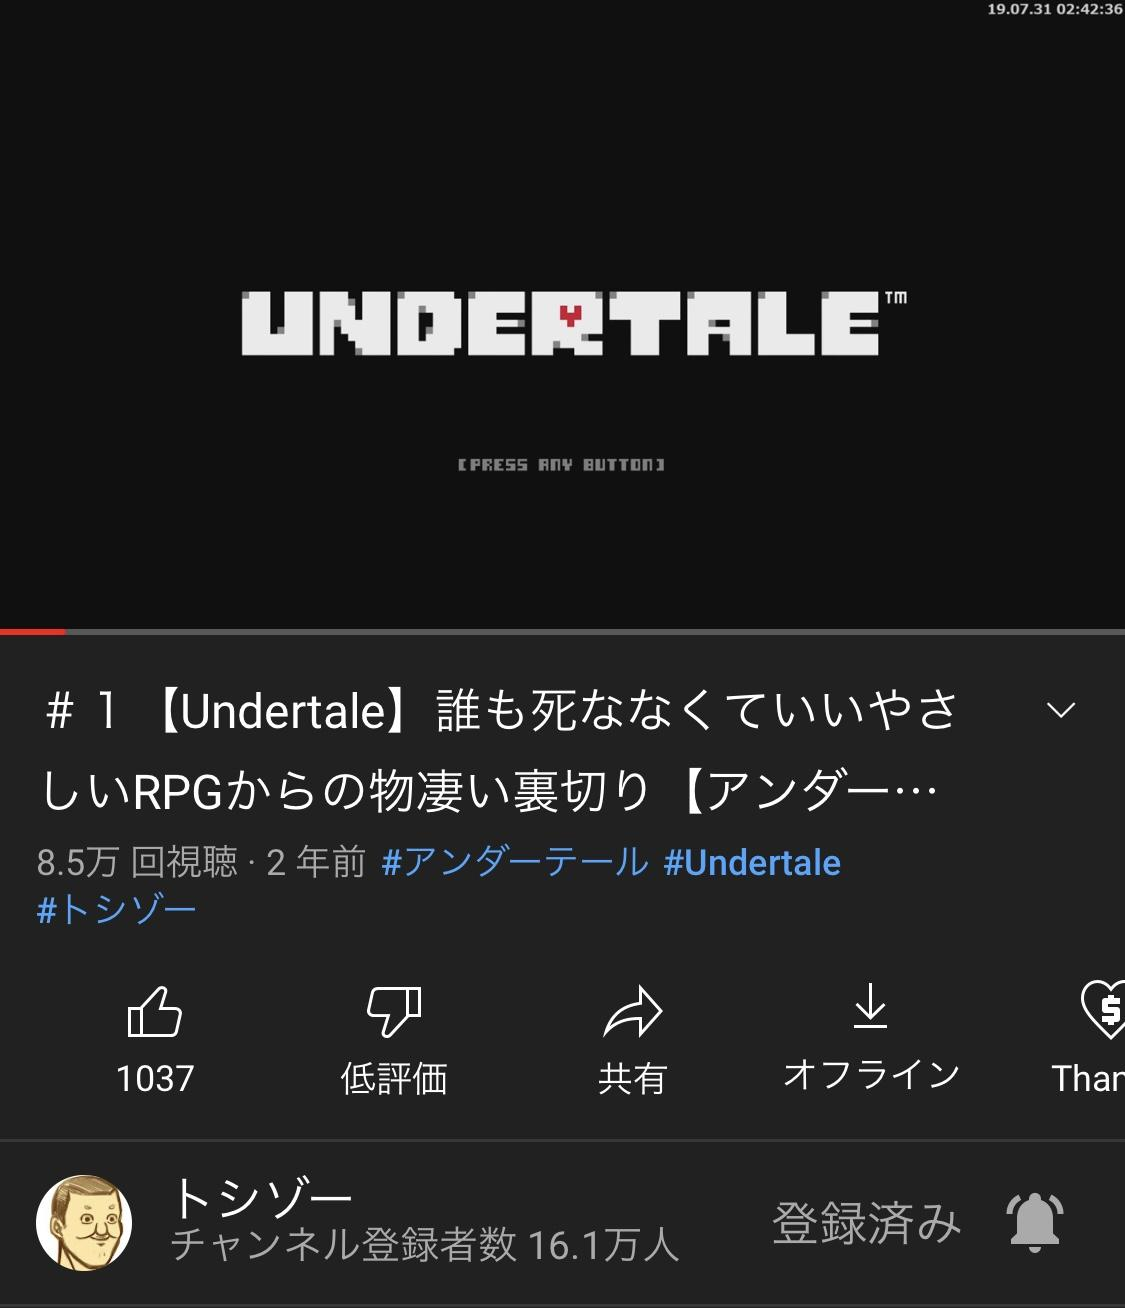 19.07.31 02:42:36
UNDERTALE™
[PRESS ANY BUTTON]
＃１【Undertale】誰も死ななくていいやさ
しいRPGからの物凄い裏切り【アンダー…
8.5万 回視聴 · 2 年前 #アンダーテール #Undertale
#トシゾー
1037 低評価 共有 オフライン Than
トシゾー
チャンネル登録者数 16.1万人
登録済み